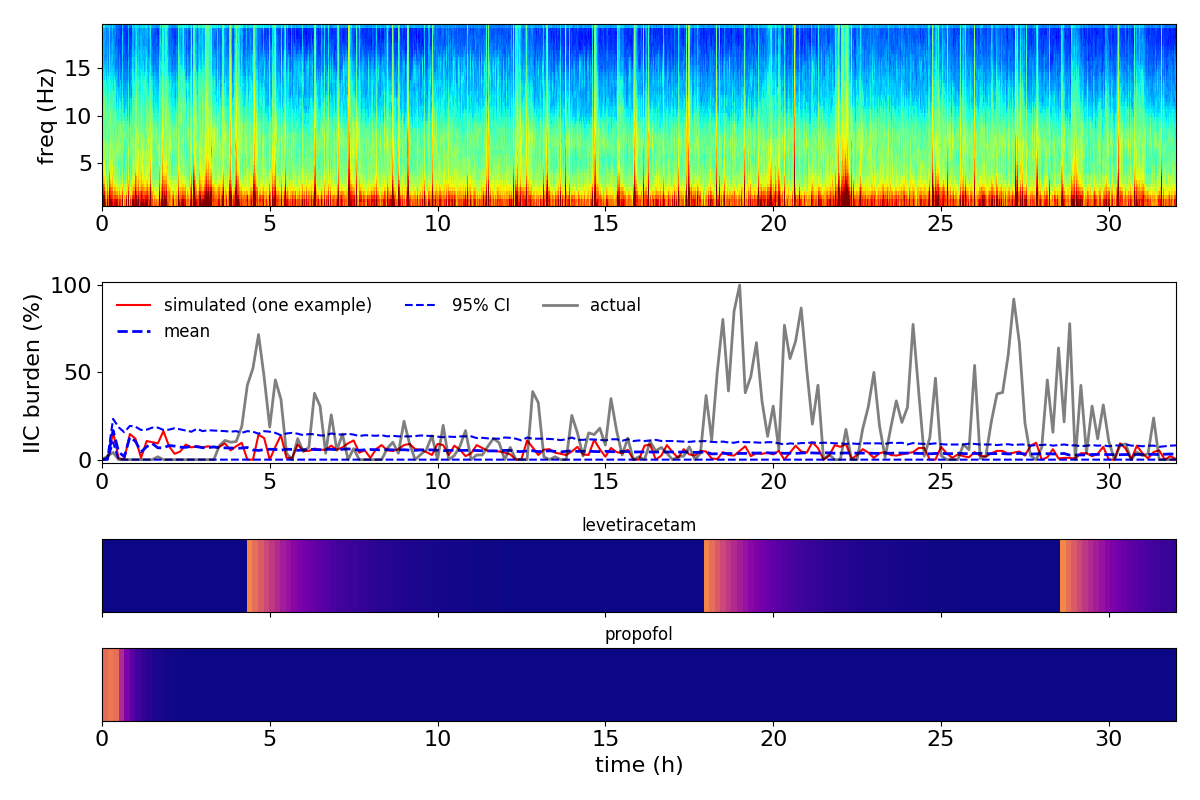 freq (Hz)
15
10
5
0 5 10 15 20 25 30
IIC burden (%)
100
50
0
simulated (one example)
mean
95% CI
actual
0 5 10 15 20 25 30
levetiracetam
propofol
0 5 10 15 20 25 30
time (h)